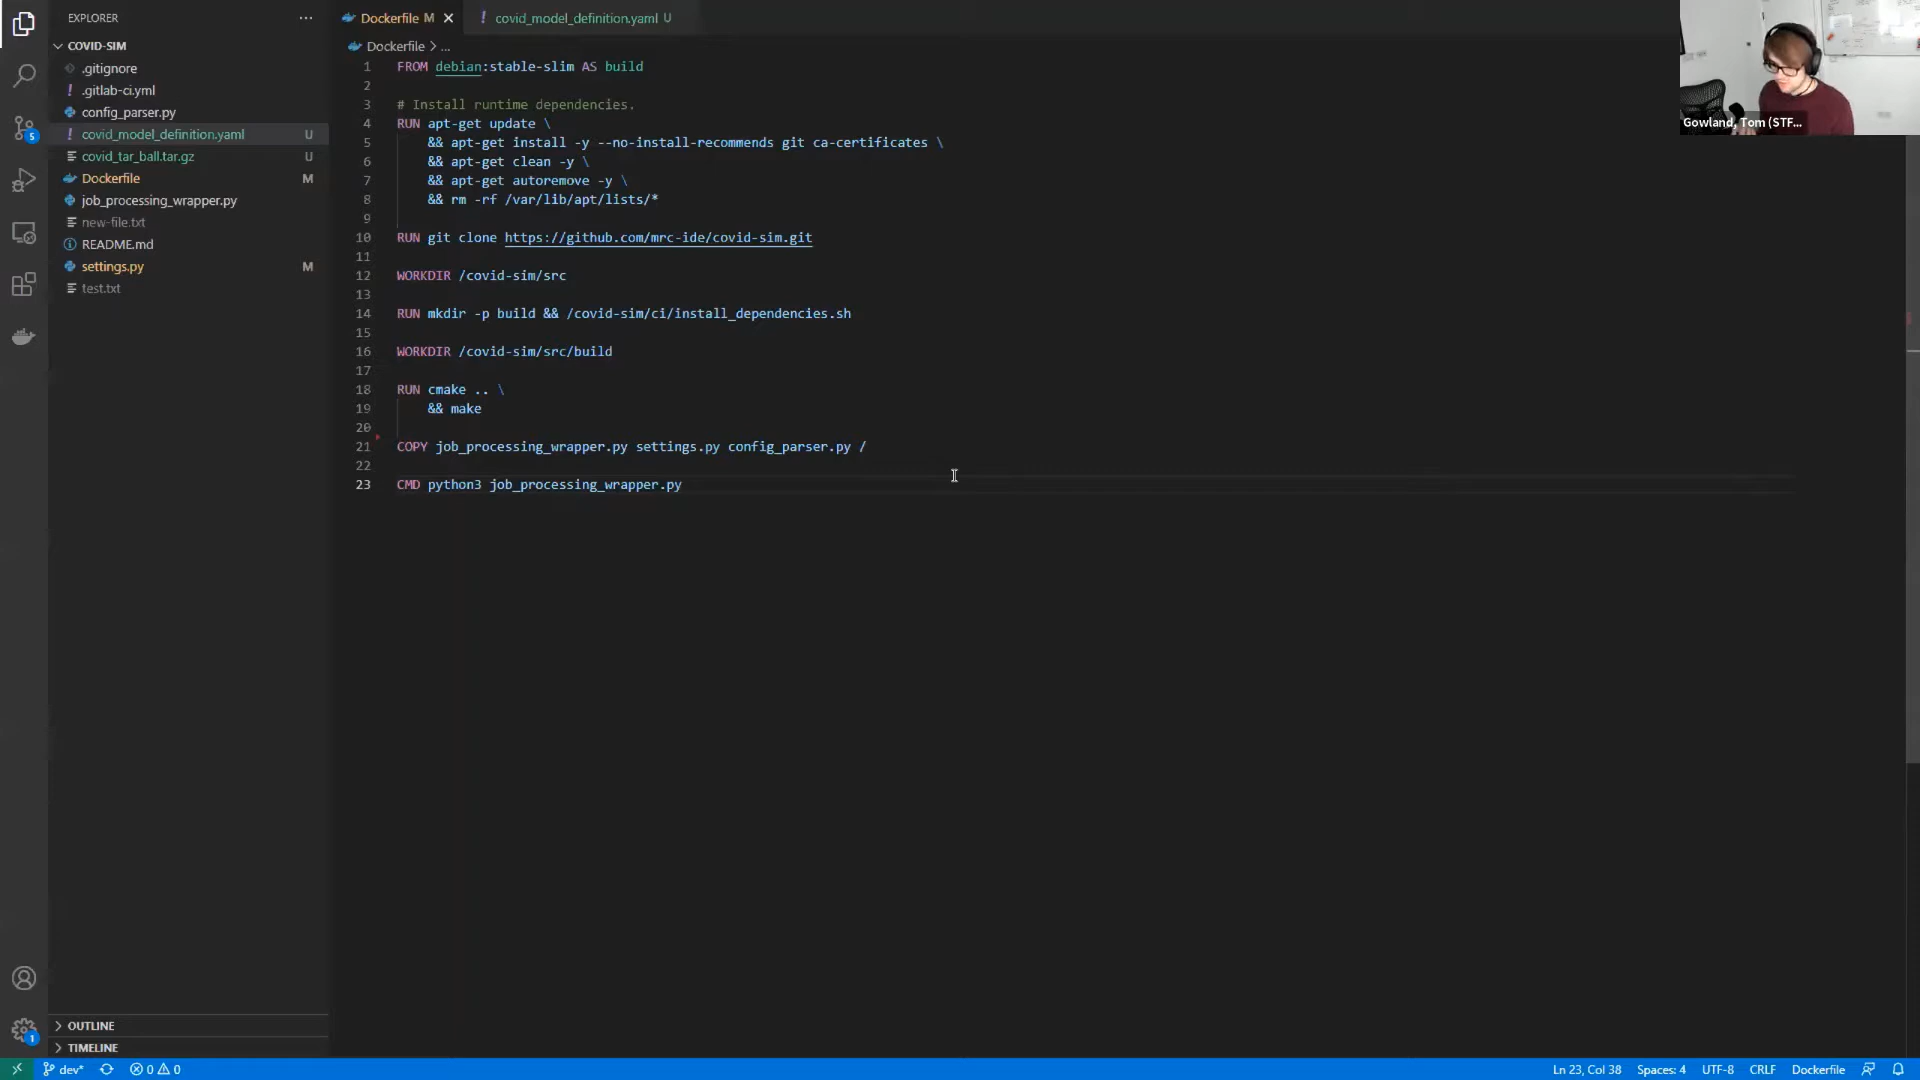 EXPLORER
COVID-SIM
.gitignore
.gitlab-ci.yml
config_parser.py
covid_model_definition.yaml U
covid_tar_ball.tar.gz U
Dockerfile M
job_processing_wrapper.py
new-file.txt
README.md
settings.py M
test.txt
OUTLINE
TIMELINE
5
1
Dockerfile M
covid_model_definition.yaml U
Dockerfile > ...
1 FROM debian:stable-slim AS build
2
3 # Install runtime dependencies.
4 RUN apt-get update \
5 && apt-get install -y --no-install-recommends git ca-certificates \
6 && apt-get clean -y \
7 && apt-get autoremove -y \
8 && rm -rf /var/lib/apt/lists/*
9
10 RUN git clone https://github.com/mrc-ide/covid-sim.git
11
12 WORKDIR /covid-sim/src
13
14 RUN mkdir -p build && /covid-sim/ci/install_dependencies.sh
15
16 WORKDIR /covid-sim/src/build
17
18 RUN cmake .. \
19 && make
20
21 COPY job_processing_wrapper.py settings.py config_parser.py /
22
23 CMD python3 job_processing_wrapper.py
Gowland, Tom (STF...
dev* 0 0 Ln 23, Col 38 Spaces: 4 UTF-8 CRLF Dockerfile